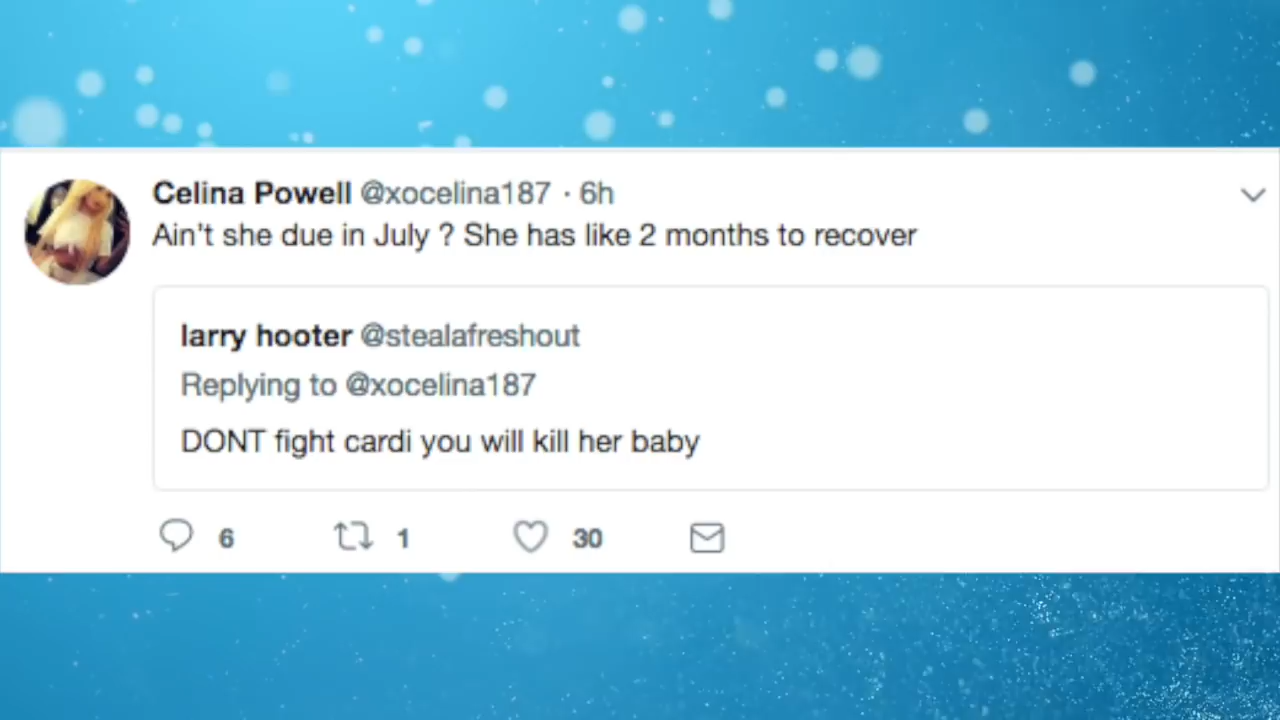 Celina Powell @xocelina187 · 6h
Ain't she due in July ? She has like 2 months to recover
larry hooter @stealafreshout
Replying to @xocelina187
DONT fight cardi you will kill her baby
6 1 30